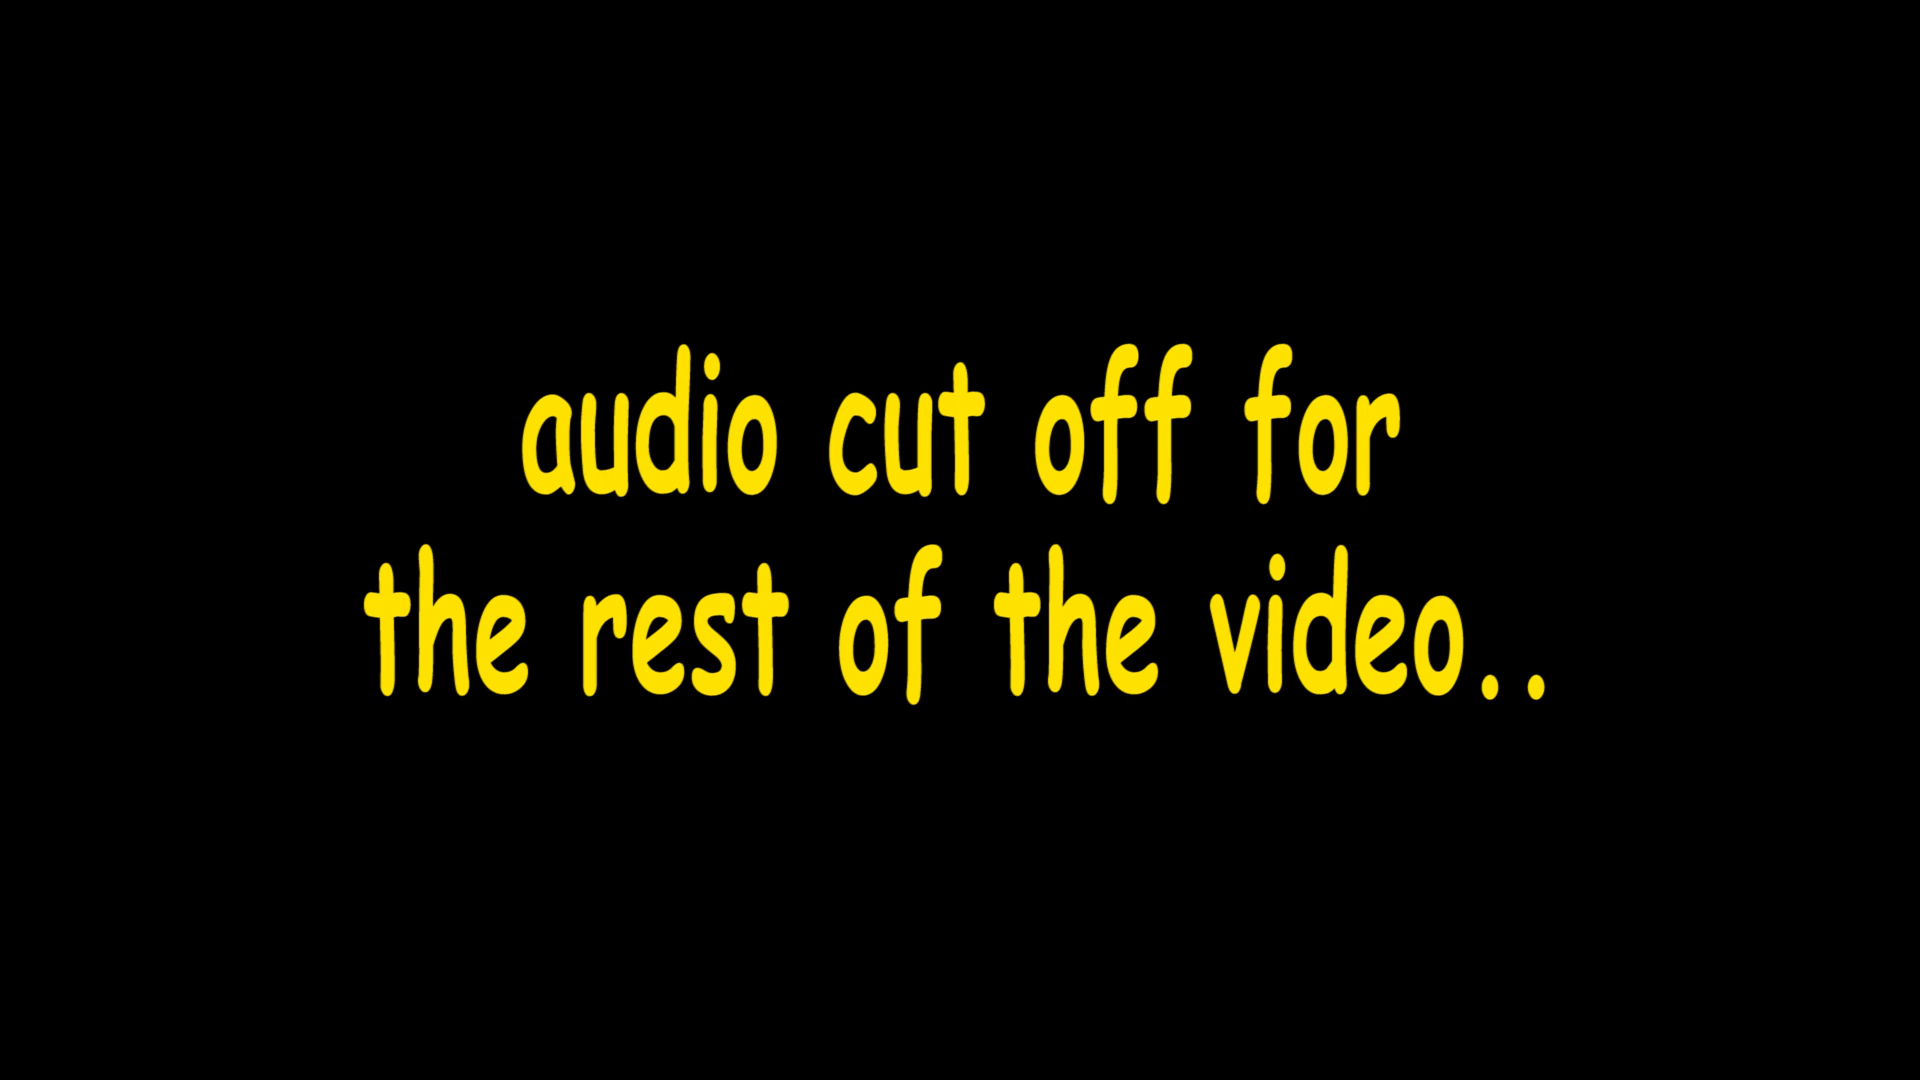 audio cut off for
the rest of the video..